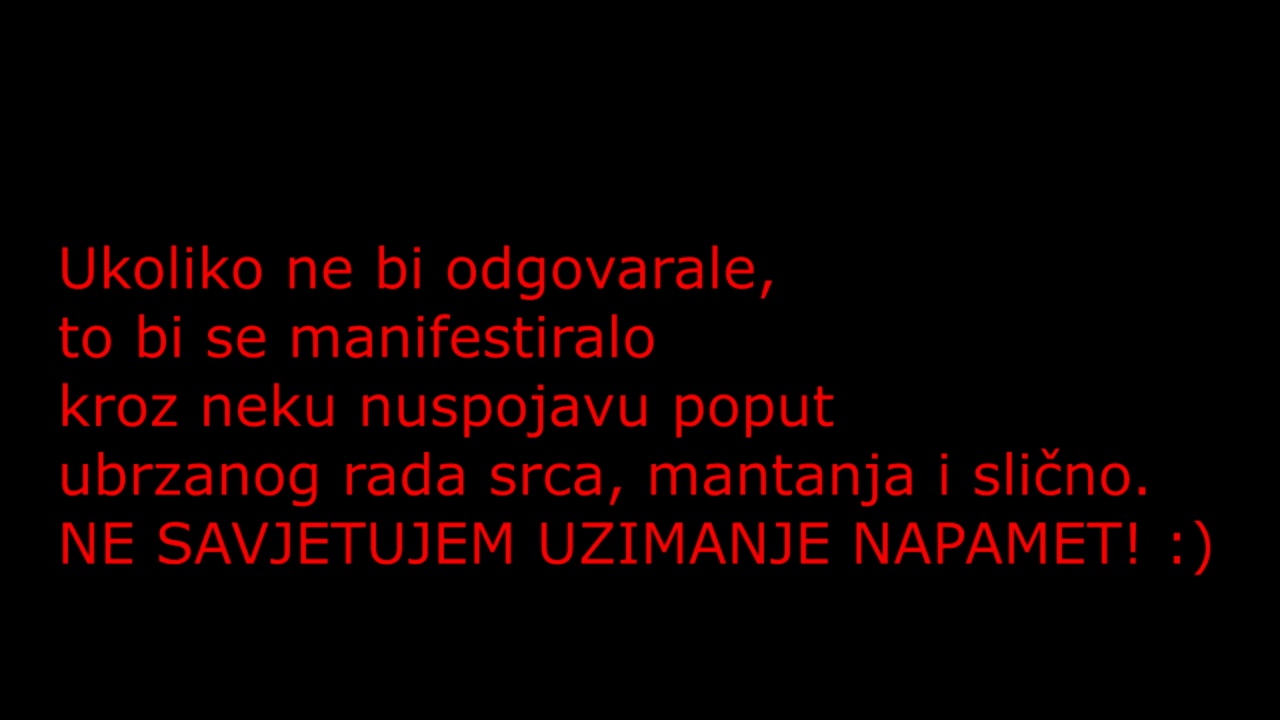 Ukoliko ne bi odgovarale,
to bi se manifestiralo
kroz neku nuspojavu poput
ubrzanog rada srca, mantanja i slično.
NE SAVJETUJEM UZIMANJE NAPAMET! :)